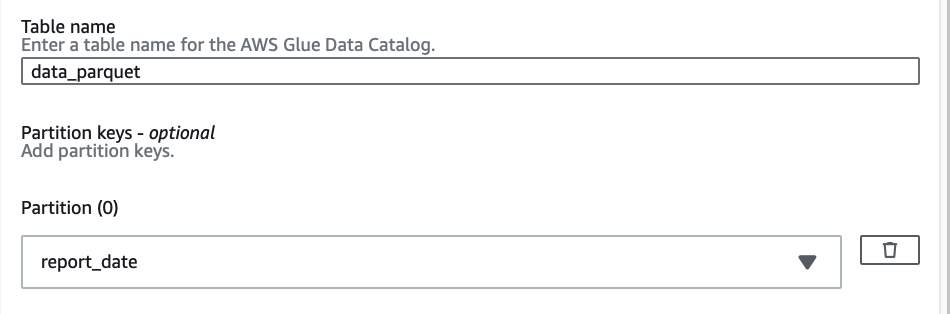 Table name
Enter a table name for the AWS Glue Data Catalog.
data_parquet
Partition keys - optional
Add partition keys.
Partition (0)
report_date